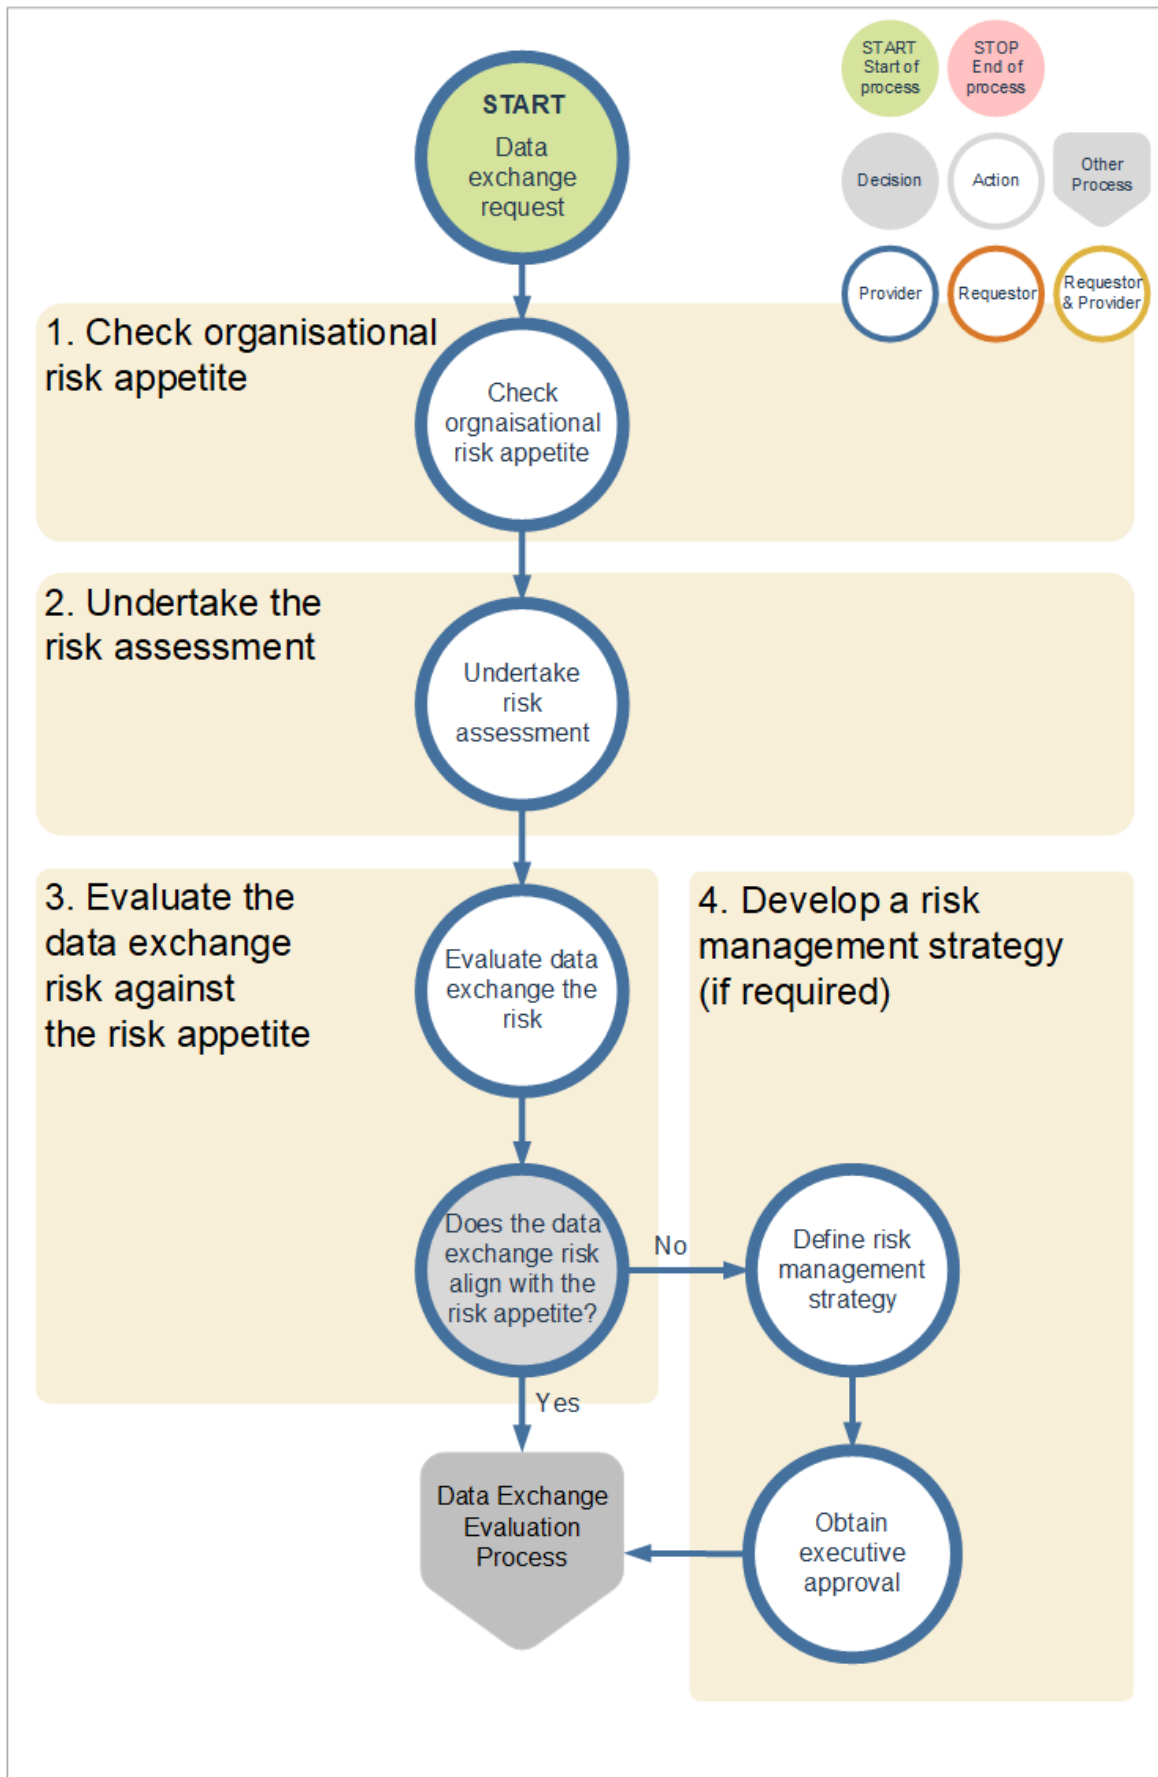 START
Data
exchange
request
START
Start of
process
STOP
End of
process
Decision
Action
Other
Process
Provider
Requestor
Requestor
& Provider
1. Check organisational
risk appetite
Check
orgnaisational
risk appetite
2. Undertake the
risk assessment
Undertake
risk
assessment
3. Evaluate the
data exchange
risk against
the risk appetite
Evaluate data
exchange the
risk
4. Develop a risk
management strategy
(if required)
Does the data
exchange risk
align with the
risk appetite?
No
Define risk
management
strategy
Yes
Data Exchange
Evaluation
Process
Obtain
executive
approval